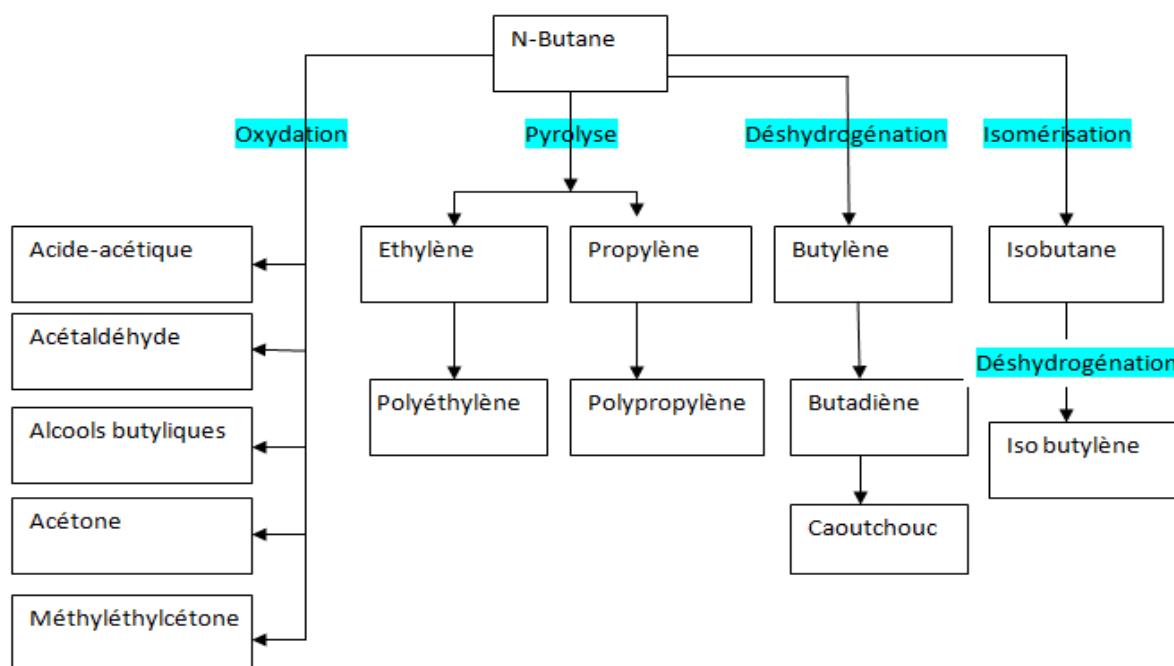 N-Butane
Oxydation
Pyrolyse
Déshydrogénation
Isomérisation
Acide-acétique
Ethylène
Propylène
Butylène
Isobutane
Acétaldéhyde
Déshydrogénation
Polyéthylène
Polypropylène
Butadiène
Alcools butyliques
Iso butylène
Acétone
Caoutchouc
Méthyléthylcétone